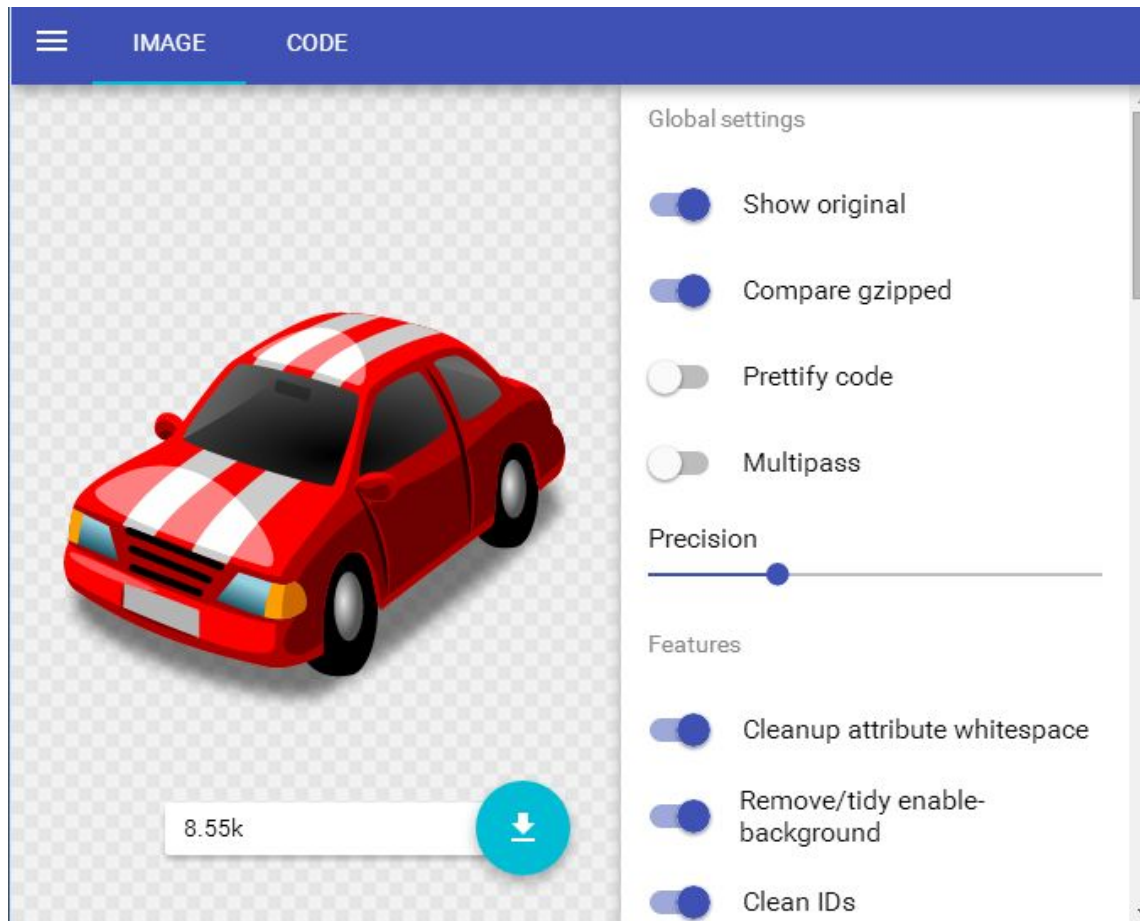 IMAGE
CODE
Global settings
Show original
Compare gzipped
Prettify code
Multipass
Precision
Features
Cleanup attribute whitespace
Remove/tidy enable-
background
Clean IDs
8.55k